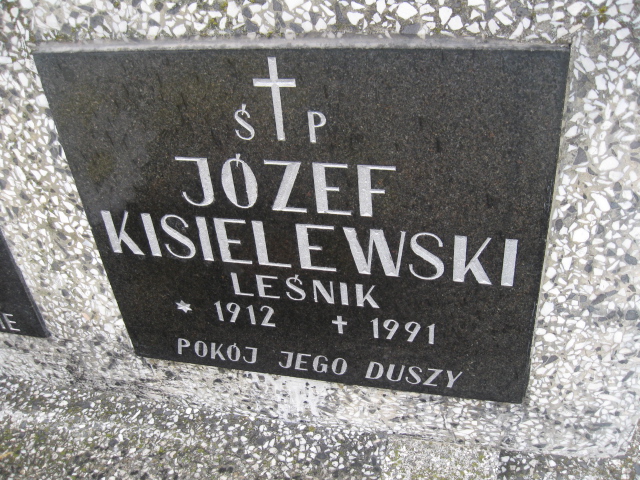 Ś P
JÓZEF
KISIELEWSKI
LEŚNIK
* 1912 † 1991
POKÓJ JEGO DUSZY